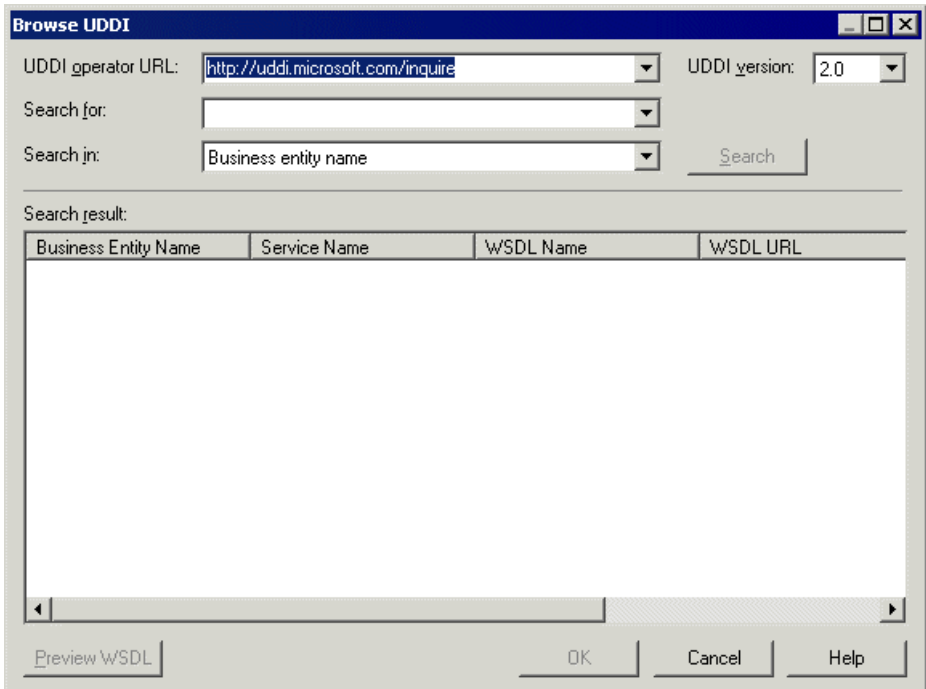 Browse UDDI
UDDI operator URL: http://uddi.microsoft.com/inquire UDDI version: 2.0
Search for:
Search in: Business entity name Search
Search result:
Business Entity Name Service Name WSDL Name WSDL URL
Preview WSDL OK Cancel Help